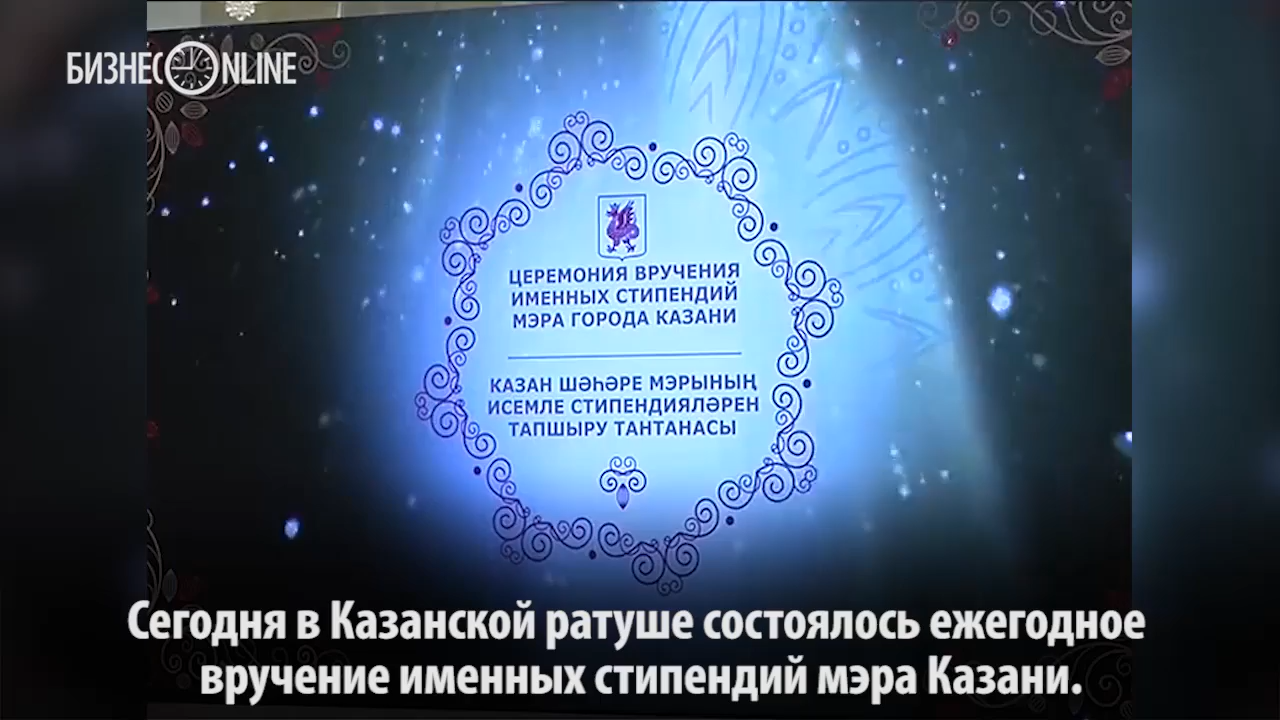 БИЗНЕС ONLINE
ЦЕРЕМОНИЯ ВРУЧЕНИЯ
ИМЕННЫХ СТИПЕНДИЙ
МЭРА ГОРОДА КАЗАНИ
КАЗАН ШӘҺӘРЕ МЭРЫНЫҢ
ИСЕМЛЕ СТИПЕНДИЯЛӘРЕН
ТАПШЫРУ ТАНТАНАСЫ
Сегодня в Казанской ратуше состоялось ежегодное
вручение именных стипендий мэра Казани.